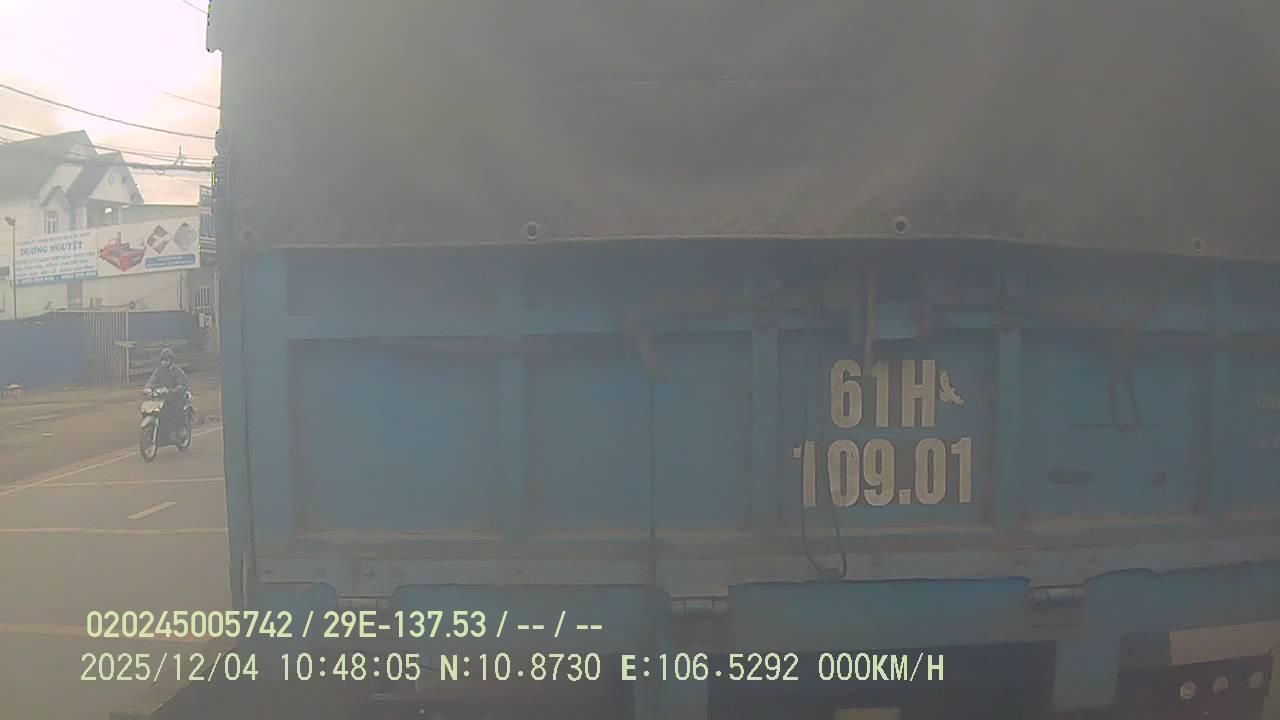 DƯƠNG NGUYỆT
61H
109.01
020245005742 / 29E-137.53 / -- / --
2025/12/04 10:48:05 N:10.8730 E:106.5292 000KM/H